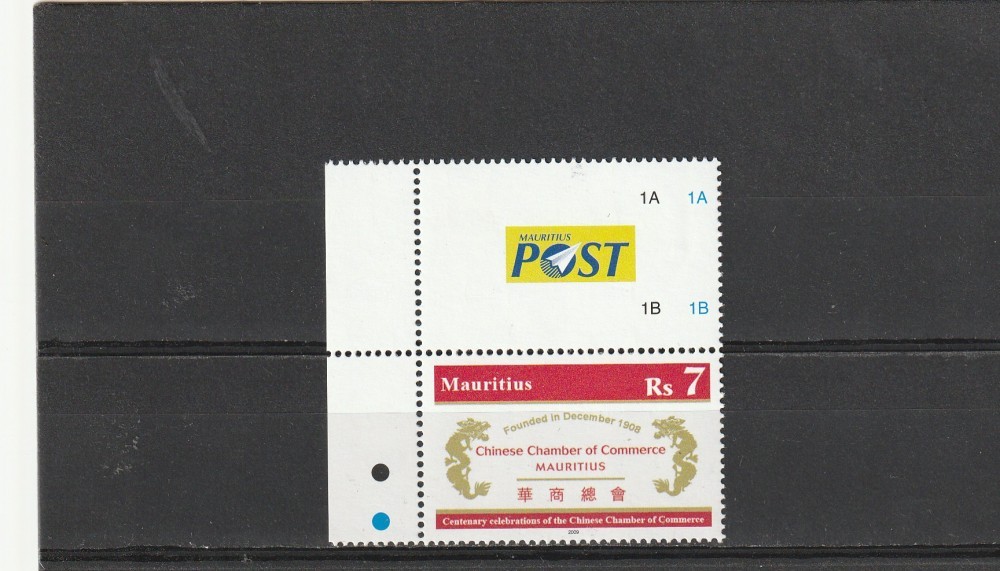 1A 1A
MAURITIUS
POST
1B 1B
Mauritius Rs 7
Founded in December 1908
Chinese Chamber of Commerce
MAURITIUS
華 商 總 會
Centenary celebrations of the Chinese Chamber of Commerce
2009